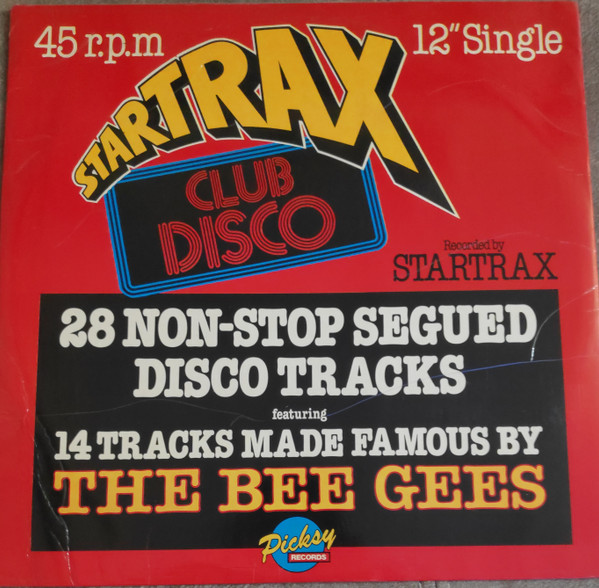 45 r.p.m
12" Single
STARTRAX
CLUB
DISCO
Recorded by
STARTRAX
28 NON-STOP SEGUED
DISCO TRACKS
featuring
14 TRACKS MADE FAMOUS BY
THE BEE GEES
Picksy
RECORDS